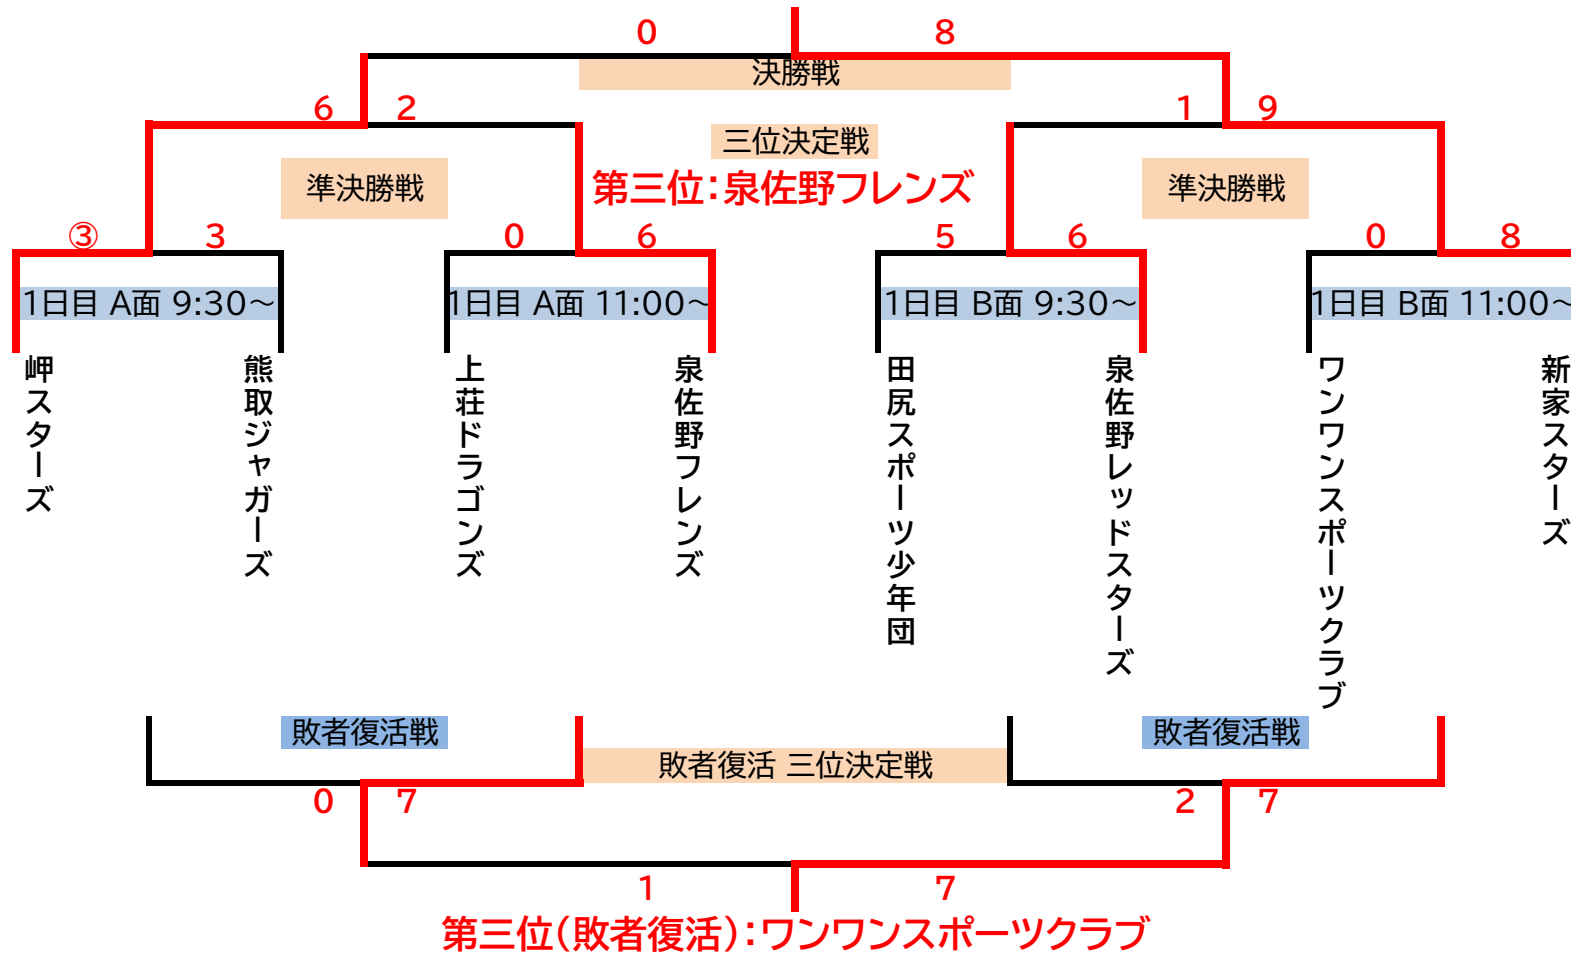 0 8
決勝戦
6 2 1 9
三位決定戦
準決勝戦 第三位：泉佐野フレンズ 準決勝戦
③ 3 0 6 5 6 0 8
1日目 A面 9:30～ 1日目 A面 11:00～ 1日目 B面 9:30～ 1日目 B面 11:00～
岬スターズ
熊取ジャガーズ
上荘ドラゴンズ
泉佐野フレンズ
田尻スポーツ少年団
泉佐野レッドスターズ
ワンワンスポーツクラブ
新家スターズ
敗者復活戦 敗者復活戦
敗者復活 三位決定戦
0 7 2 7
1 7
第三位（敗者復活）：ワンワンスポーツクラブ